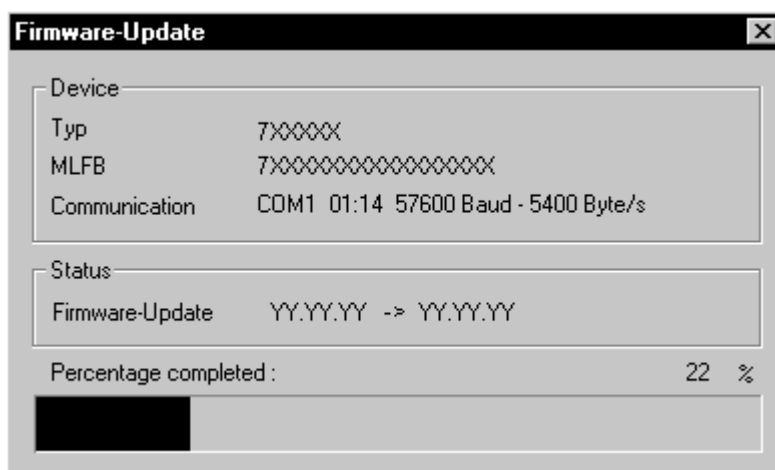 Firmware-Update
Device
Typ 7XXXXX
MLFB 7XXXXXXXXXXXXXXXXX
Communication COM1 01:14 57600 Baud - 5400 Byte/s
Status
Firmware-Update YY.YY.YY -> YY.YY.YY
Percentage completed : 22 %